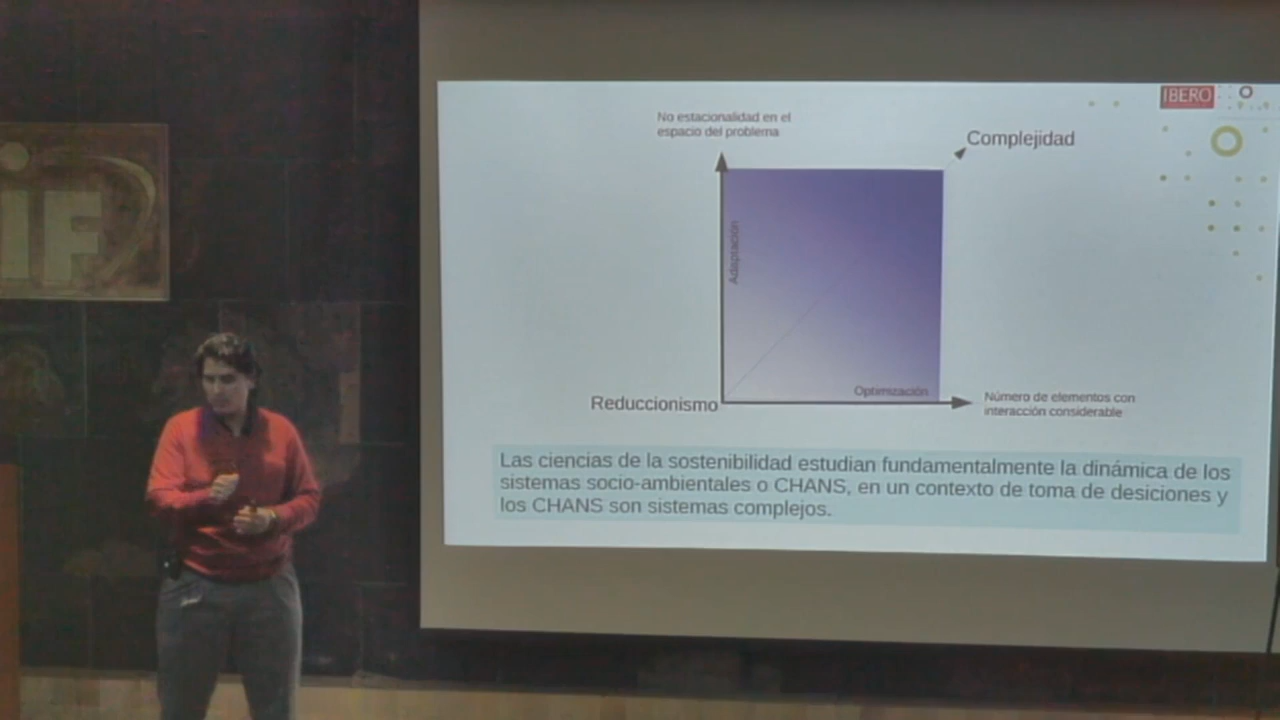 iF
IBERO
No estacionalidad en el
espacio del problema
Complejidad
Adaptación
Optimización
Reduccionismo
Número de elementos con
interacción considerable
Las ciencias de la sostenibilidad estudian fundamentalmente la dinámica de los
sistemas socio-ambientales o CHANS, en un contexto de toma de desiciones y
los CHANS son sistemas complejos.